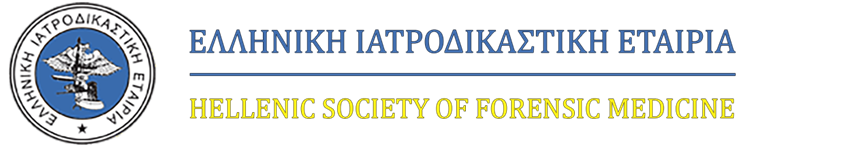 ΕΛΛΗΝΙΚΗ ΙΑΤΡΟΔΙΚΑΣΤΙΚΗ ΕΤΑΙΡΙΑ
ΕΛΛΗΝΙΚΗ ΙΑΤΡΟΔΙΚΑΣΤΙΚΗ ΕΤΑΙΡΙΑ
HELLENIC SOCIETY OF FORENSIC MEDICINE